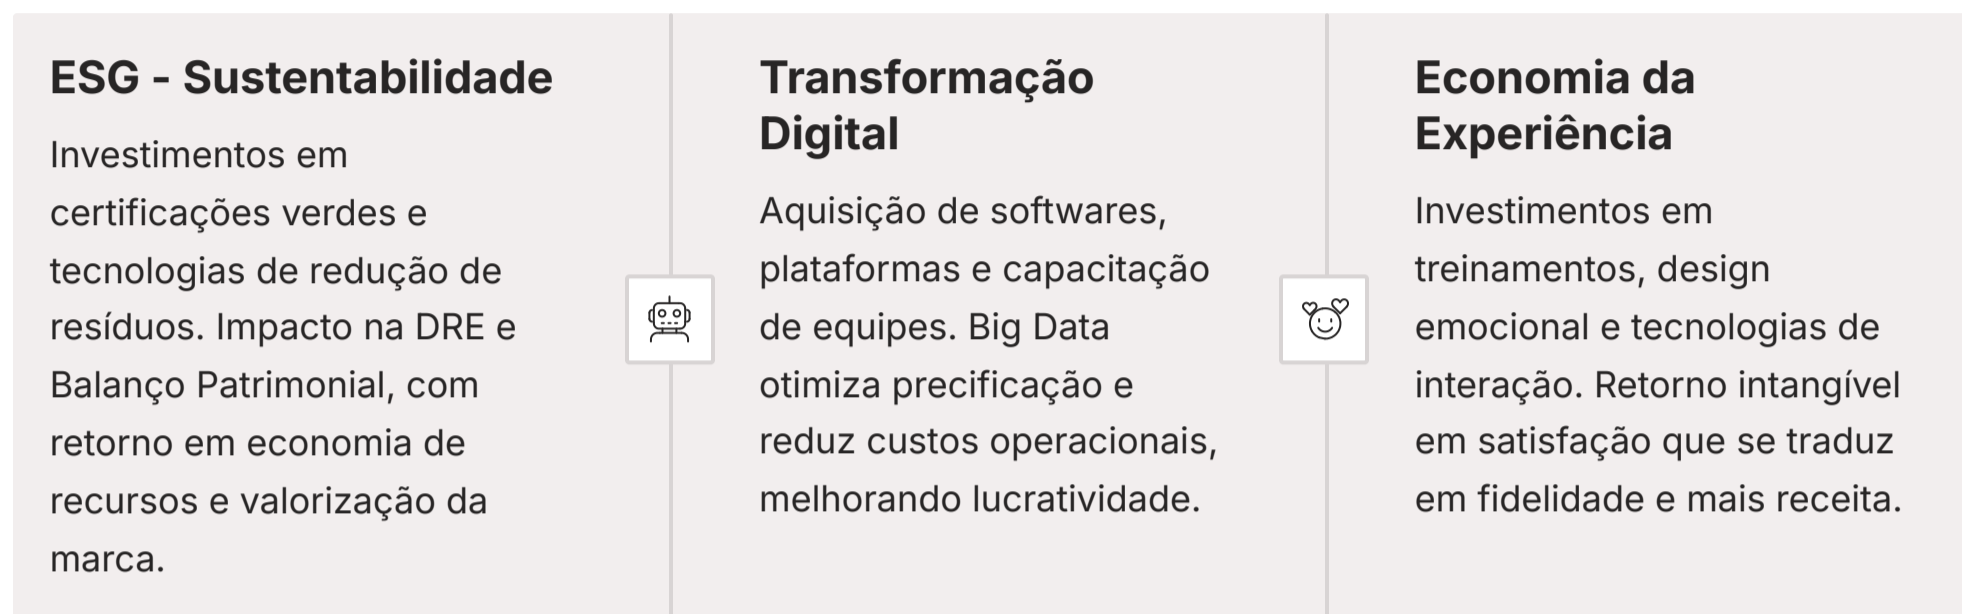 ESG - Sustentabilidade
Investimentos em
certificações verdes e
tecnologias de redução de
resíduos. Impacto na DRE e
Balanço Patrimonial, com
retorno em economia de
recursos e valorização da
marca.
Transformação
Digital
Aquisição de softwares,
plataformas e capacitação
de equipes. Big Data
otimiza precificação e
reduz custos operacionais,
melhorando lucratividade.
Economia da
Experiência
Investimentos em
treinamentos, design
emocional e tecnologias de
interação. Retorno intangível
em satisfação que se traduz
em fidelidade e mais receita.